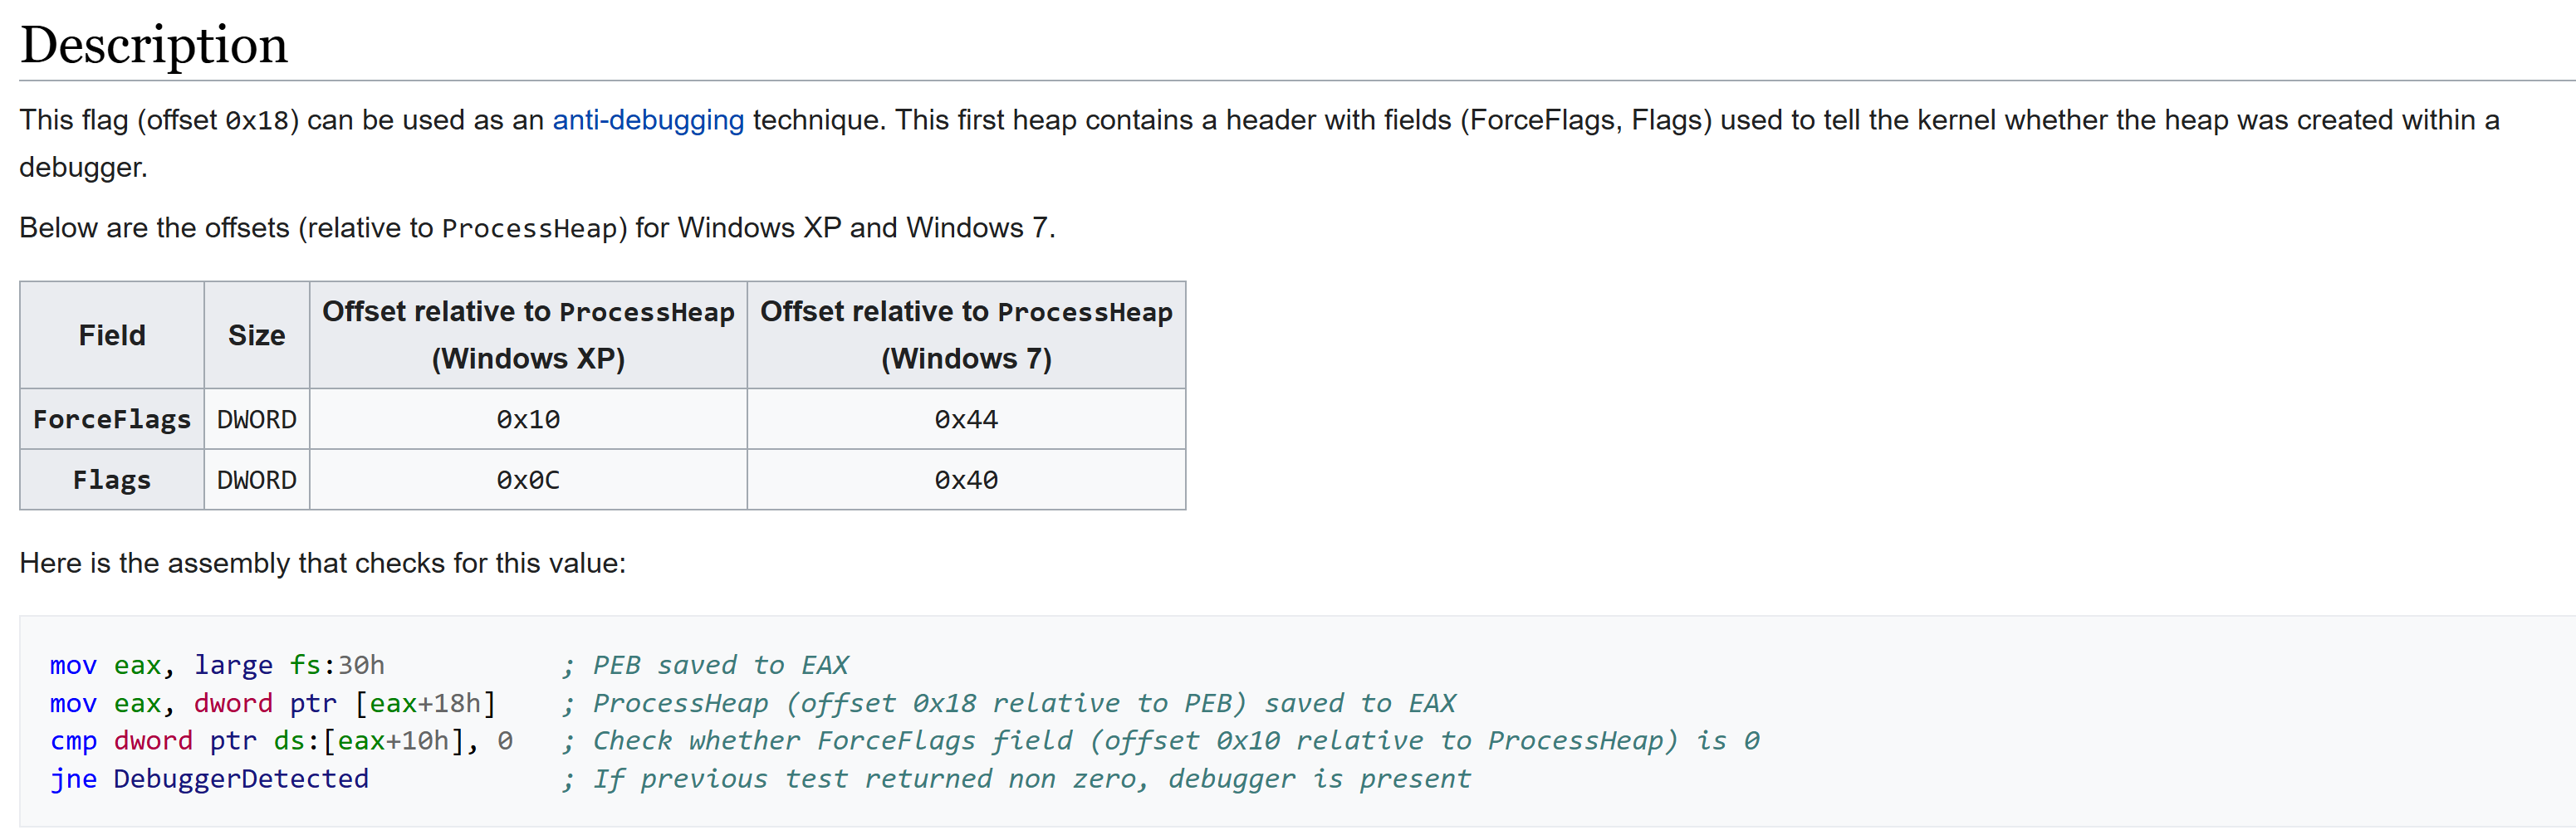 Description
This flag (offset 0x18) can be used as an anti-debugging technique. This first heap contains a header with fields (ForceFlags, Flags) used to tell the kernel whether the heap was created within a
debugger.
Below are the offsets (relative to ProcessHeap) for Windows XP and Windows 7.
Field Size Offset relative to ProcessHeap (Windows XP) Offset relative to ProcessHeap (Windows 7)
ForceFlags DWORD 0x10 0x44
Flags DWORD 0x0C 0x40
Here is the assembly that checks for this value:
mov eax, large fs:30h ; PEB saved to EAX
mov eax, dword ptr [eax+18h] ; ProcessHeap (offset 0x18 relative to PEB) saved to EAX
cmp dword ptr ds:[eax+10h], 0 ; Check whether ForceFlags field (offset 0x10 relative to ProcessHeap) is 0
jne DebuggerDetected ; If previous test returned non zero, debugger is present